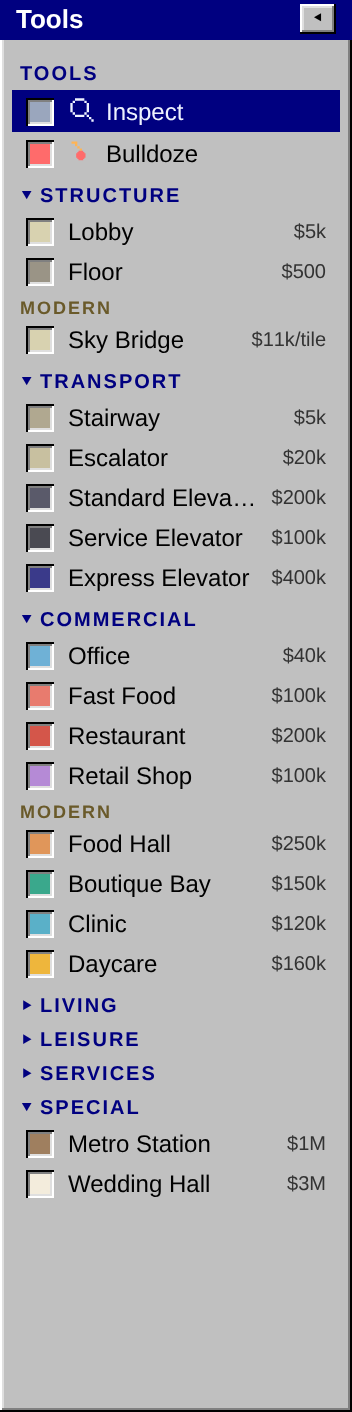 Tools
TOOLS
Inspect
Bulldoze
STRUCTURE
Lobby $5k
Floor $500
MODERN
Sky Bridge $11k/tile
TRANSPORT
Stairway $5k
Escalator $20k
Standard Eleva… $200k
Service Elevator $100k
Express Elevator $400k
COMMERCIAL
Office $40k
Fast Food $100k
Restaurant $200k
Retail Shop $100k
MODERN
Food Hall $250k
Boutique Bay $150k
Clinic $120k
Daycare $160k
LIVING
LEISURE
SERVICES
SPECIAL
Metro Station $1M
Wedding Hall $3M